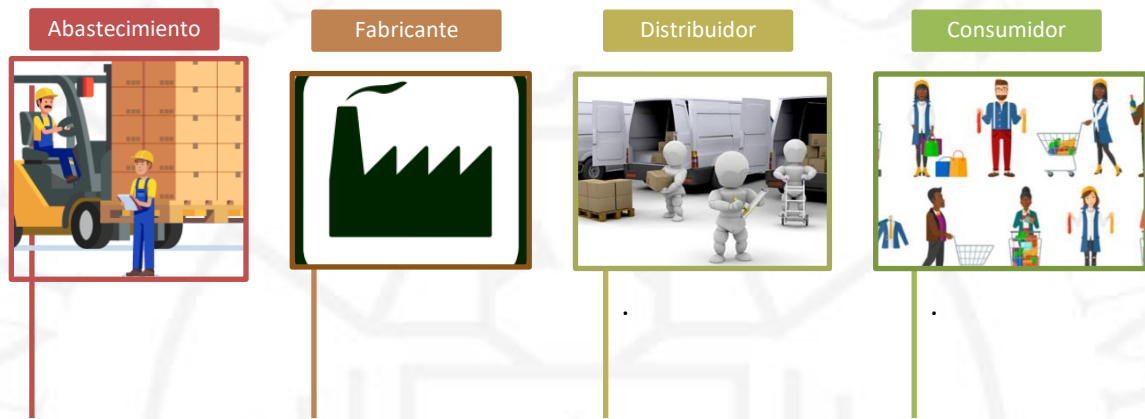 Abastecimiento
Fabricante
Distribuidor
Consumidor
.
.